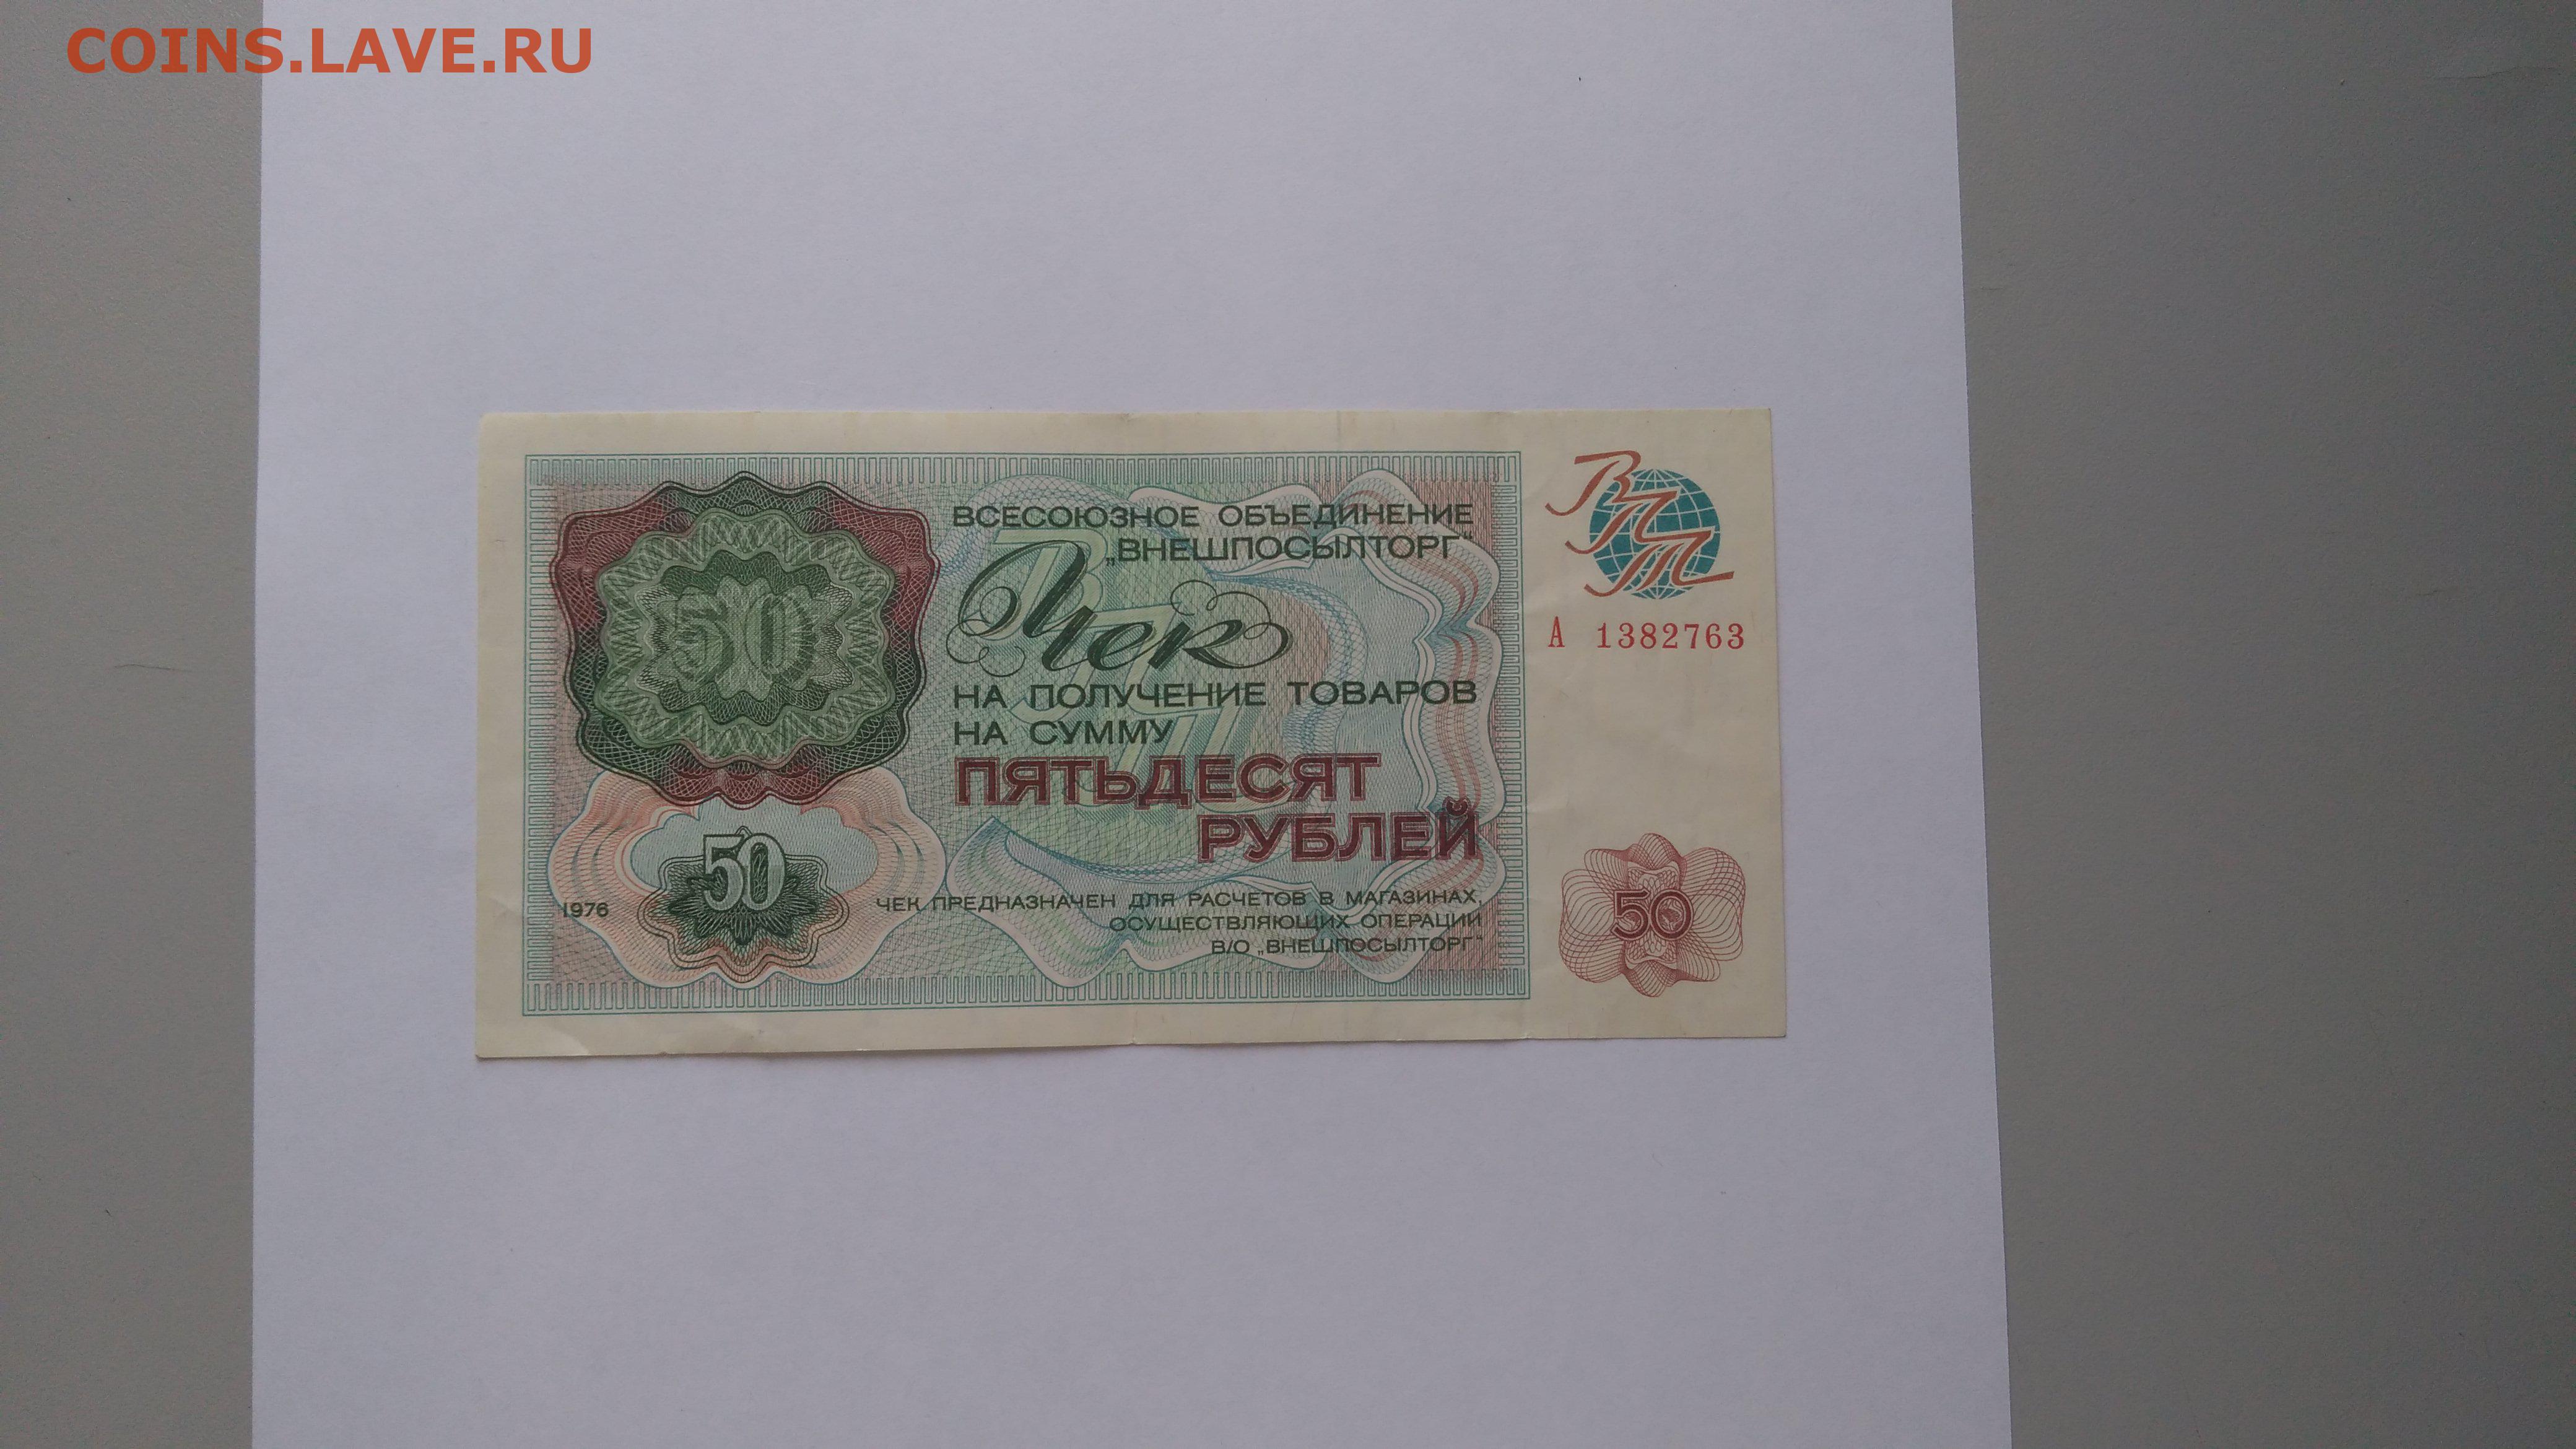 COINS.LAVE.RU
ВСЕСОЮЗНОЕ ОБЪЕДИНЕНИЕ
„ВНЕШПОСЫЛТОРГ“
ВПТ
Чек
А 1382763
50
НА ПОЛУЧЕНИЕ ТОВАРОВ
НА СУММУ
ПЯТЬДЕСЯТ
РУБЛЕЙ
50
1976
ЧЕК ПРЕДНАЗНАЧЕН ДЛЯ РАСЧЕТОВ В МАГАЗИНАХ,
ОСУЩЕСТВЛЯЮЩИХ ОПЕРАЦИИ
В/О „ВНЕШПОСЫЛТОРГ“
50